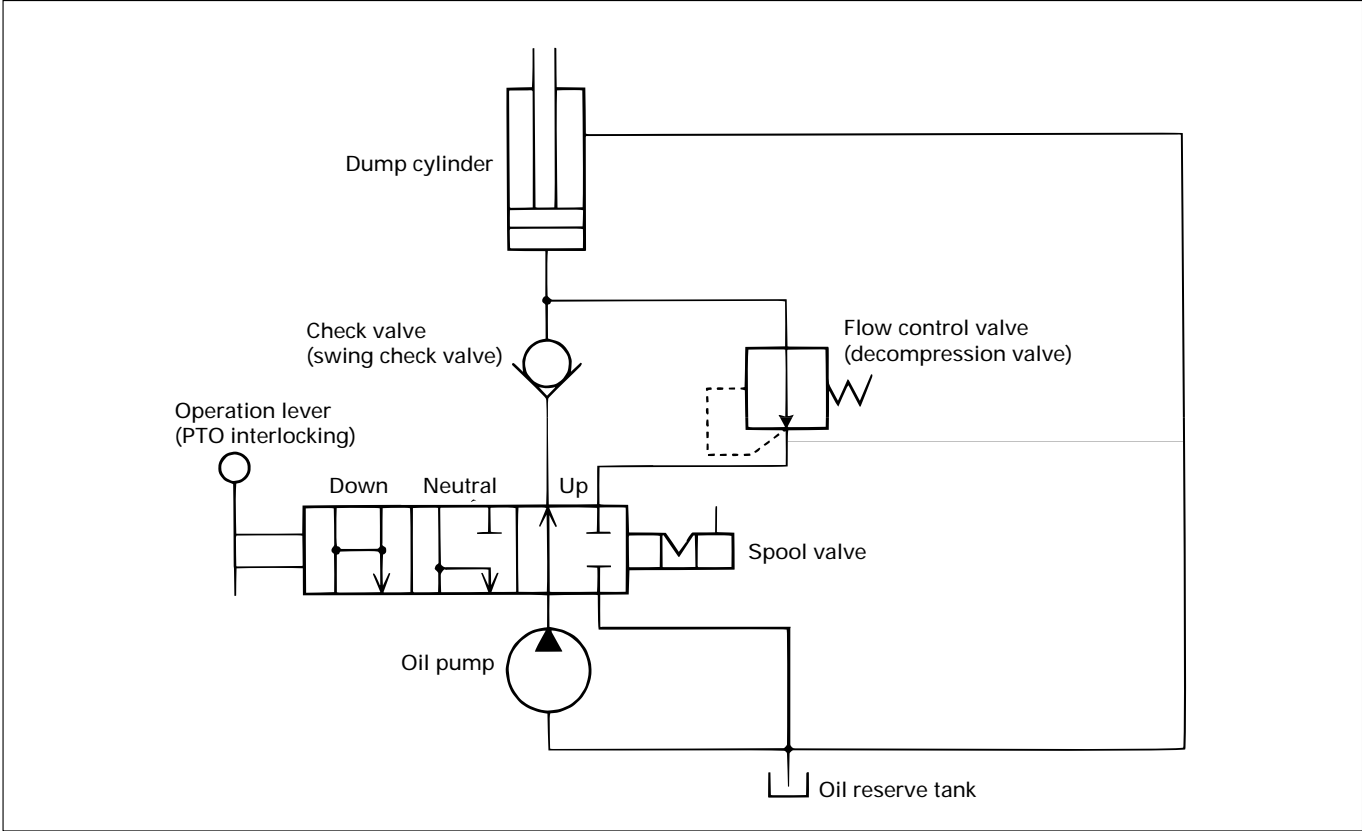 Dump cylinder
Check valve
(swing check valve)
Flow control valve
(decompression valve)
Operation lever
(PTO interlocking)
Down
Neutral
Up
Spool valve
Oil pump
Oil reserve tank